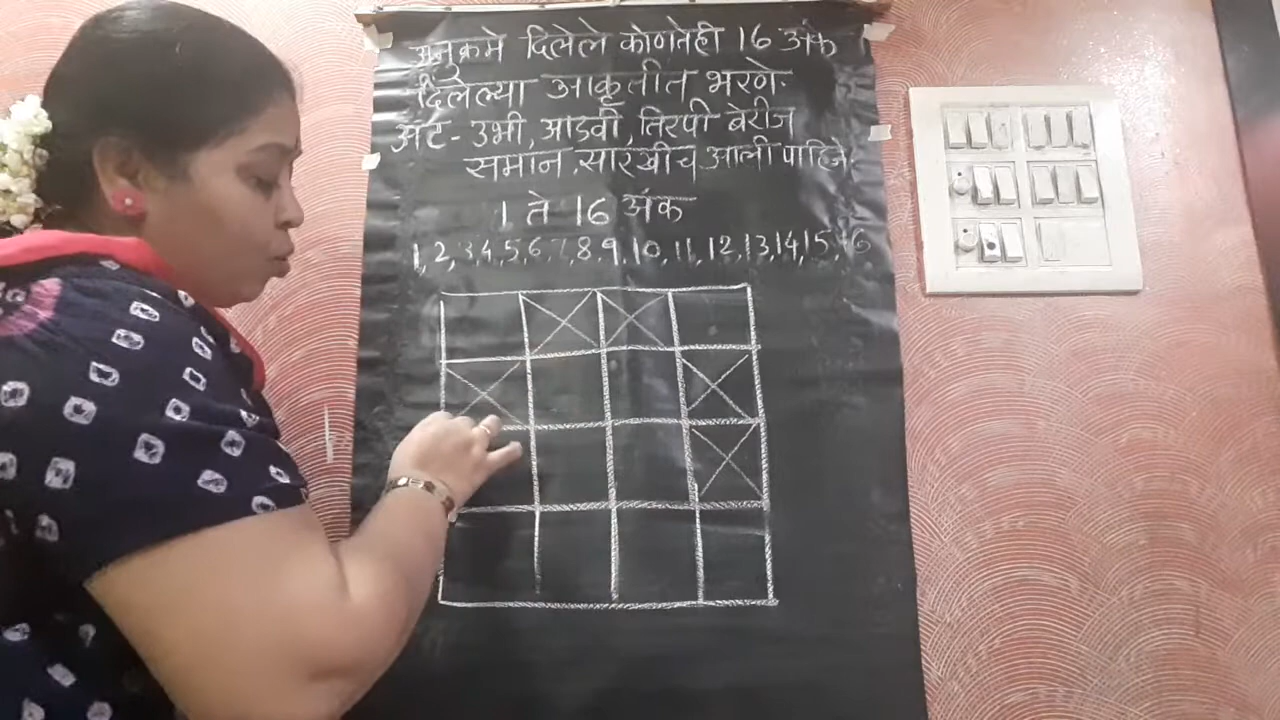 अनुक्रमे दिलेले कोणतेही 16 अंक
दिलेल्या आकृतीत भरणे.
अट - उभी, आडवी, तिरपी बेरीज
समान, सारखीच आली पाहिजे.
1 ते 16 अंक
1, 2, 3, 4, 5, 6, 7, 8, 9, 10, 11, 12, 13, 14, 15, 16